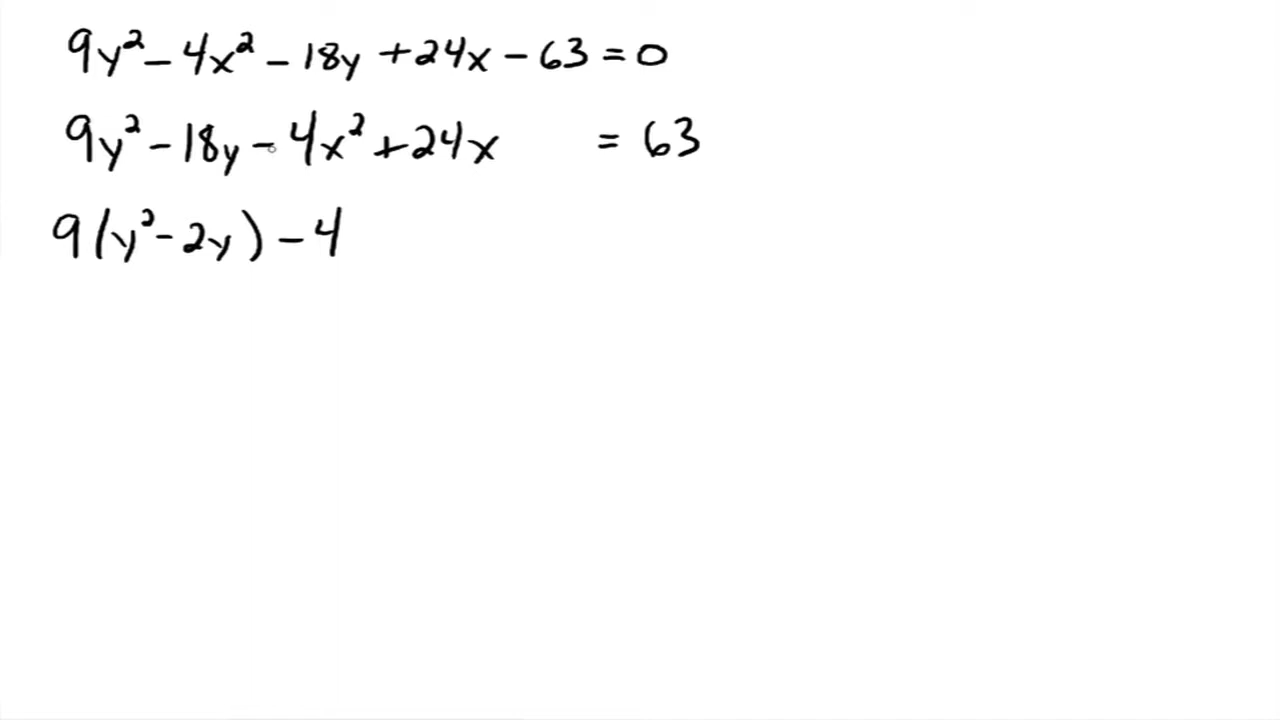 9y² − 4x² − 18y + 24x − 63 = 0
9y² − 18y − 4x² + 24x = 63
9(y² − 2y) − 4